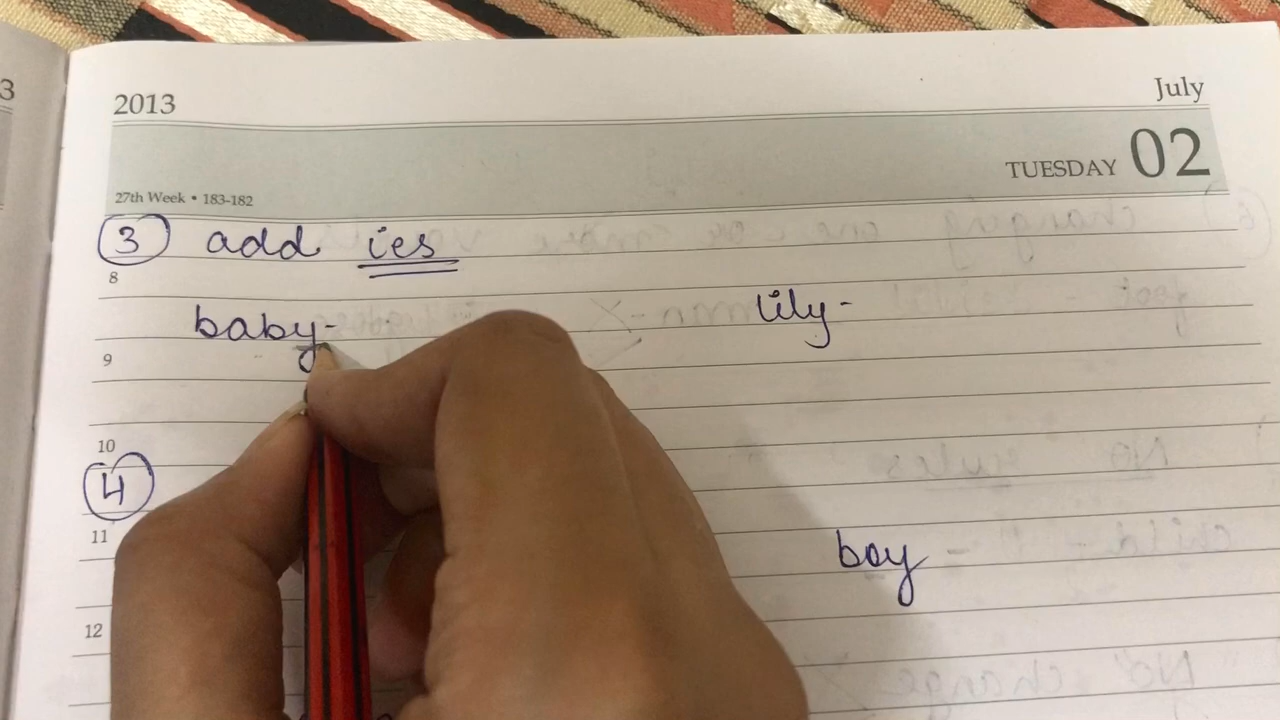 3
2013
July
TUESDAY 02
27th Week • 183-182
3 add ies
8
baby- lily-
9
10
4
11
boy -
12